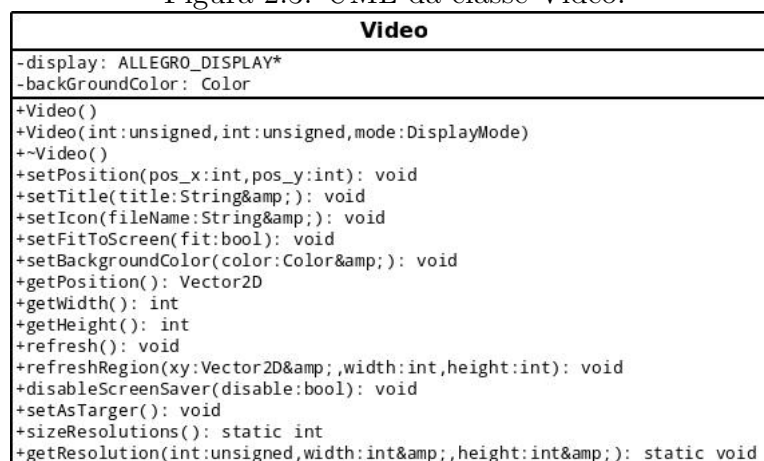 Figura 2.3: UML da classe Video.
Video
-display: ALLEGRO_DISPLAY*
-backGroundColor: Color
+Video()
+Video(int:unsigned,int:unsigned,mode:DisplayMode)
+~Video()
+setPosition(pos_x:int,pos_y:int): void
+setTitle(title:String&amp;): void
+setIcon(fileName:String&amp;): void
+setFitToScreen(fit:bool): void
+setBackgroundColor(color:Color&amp;): void
+getPosition(): Vector2D
+getWidth(): int
+getHeight(): int
+refresh(): void
+refreshRegion(xy:Vector2D&amp;,width:int,height:int): void
+disableScreenSaver(disable:bool): void
+setAsTarger(): void
+sizeResolutions(): static int
+getResolution(int:unsigned,width:int&amp;,height:int&amp;): static void